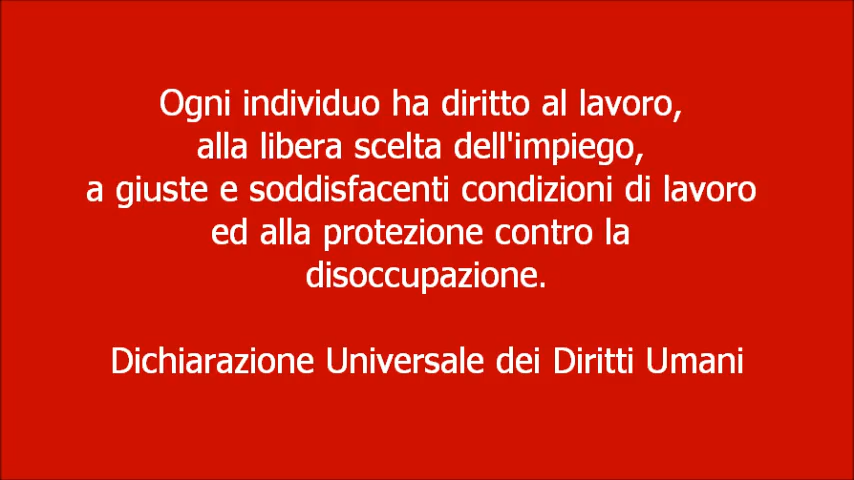 Ogni individuo ha diritto al lavoro,
alla libera scelta dell'impiego,
a giuste e soddisfacenti condizioni di lavoro
ed alla protezione contro la
disoccupazione.
Dichiarazione Universale dei Diritti Umani